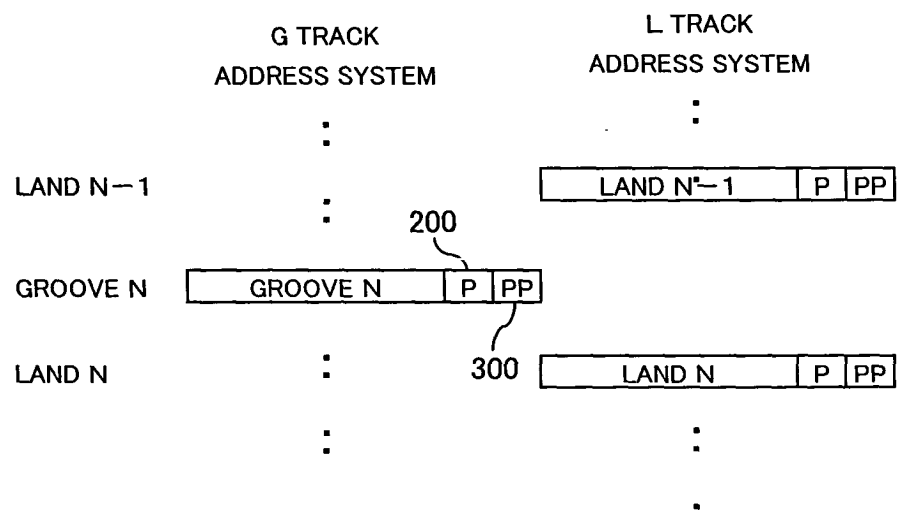 G TRACK
ADDRESS SYSTEM
L TRACK
ADDRESS SYSTEM
LAND N-1
LAND N-1 P PP
200
GROOVE N
GROOVE N P PP
300
LAND N
LAND N P PP